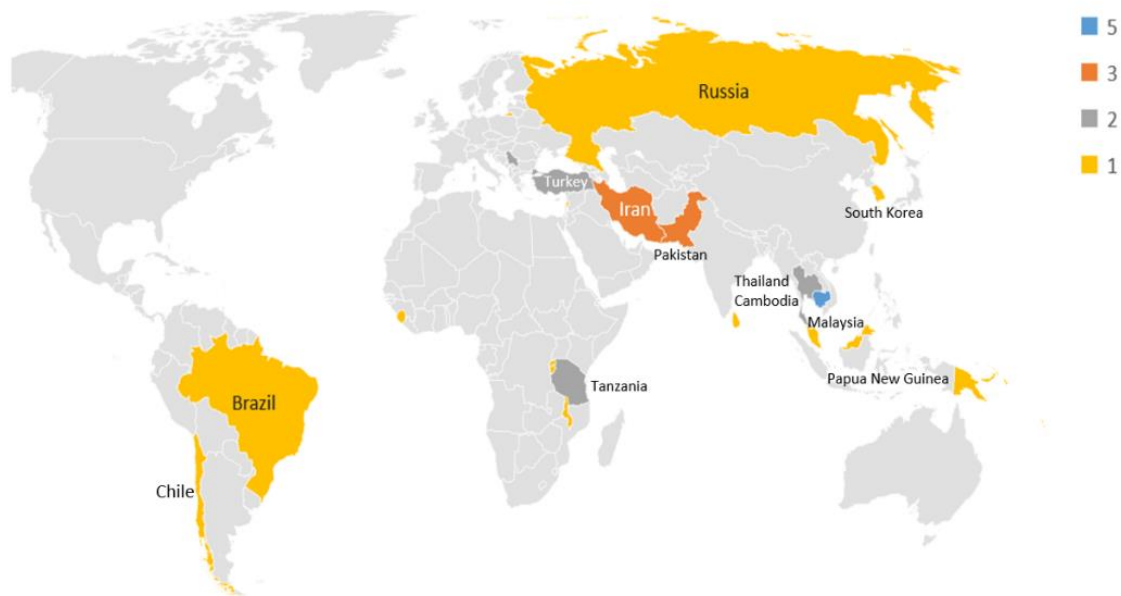 5
3
2
1
Russia
Turkey
Iran
South Korea
Pakistan
Thailand
Cambodia
Malaysia
Papua New Guinea
Tanzania
Brazil
Chile